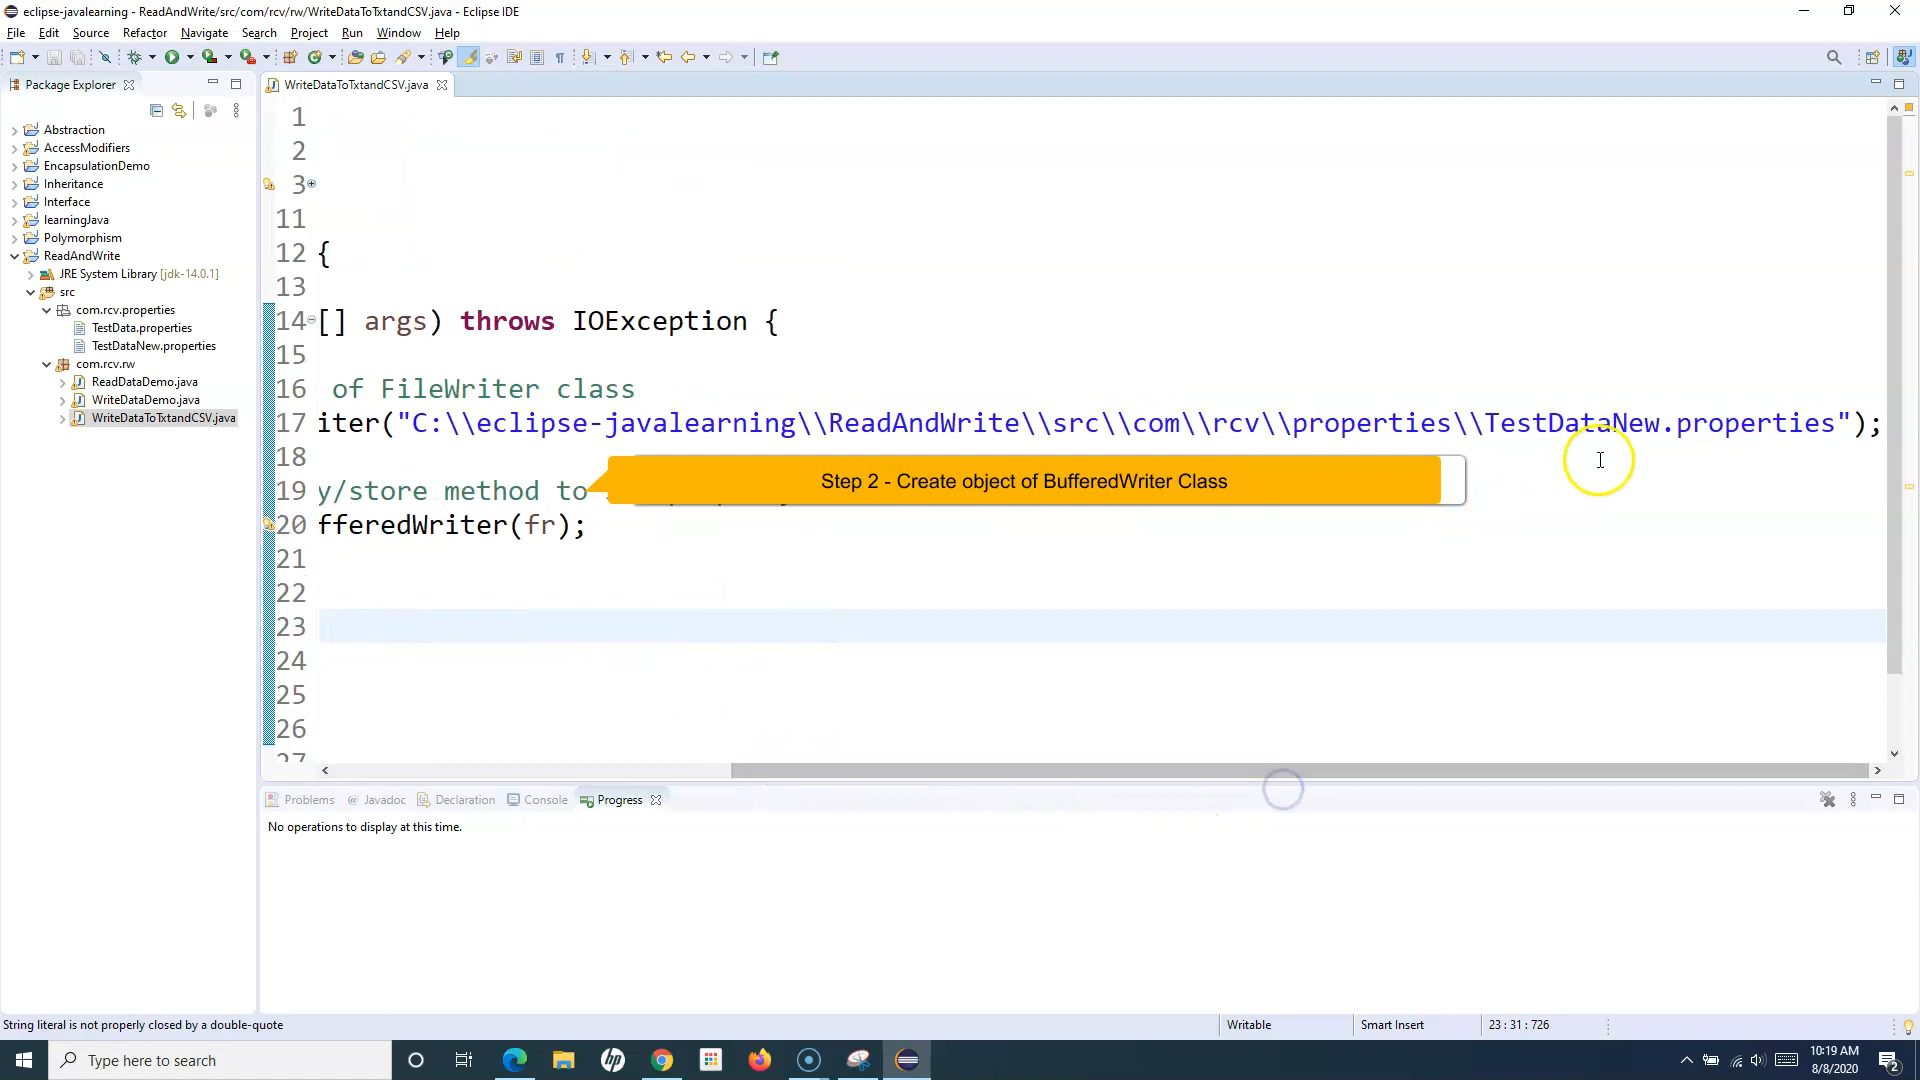 eclipse-javalearning - ReadAndWrite/src/com/rcv/rw/WriteDataToTxtandCSV.java - Eclipse IDE
File Edit Source Refactor Navigate Search Project Run Window Help
Package Explorer
WriteDataToTxtandCSV.java
Abstraction
AccessModifiers
EncapsulationDemo
Inheritance
Interface
learningJava
Polymorphism
ReadAndWrite
JRE System Library [jdk-14.0.1]
src
com.rcv.properties
TestData.properties
TestDataNew.properties
com.rcv.rw
ReadDataDemo.java
WriteDataDemo.java
WriteDataToTxtandCSV.java
1
2
3
11
12 {
13
14 [] args) throws IOException {
15
16 of FileWriter class
17 iter("C:\\eclipse-javalearning\\ReadAndWrite\\src\\com\\rcv\\properties\\TestDataNew.properties");
18
Step 2 - Create object of BufferedWriter Class
19 y/store method to
20 fferedWriter(fr);
21
22
23
24
25
26
27
Problems @ Javadoc Declaration Console Progress
No operations to display at this time.
String literal is not properly closed by a double-quote Writable Smart Insert 23 : 31 : 726
Type here to search
10:19 AM
8/8/2020
2